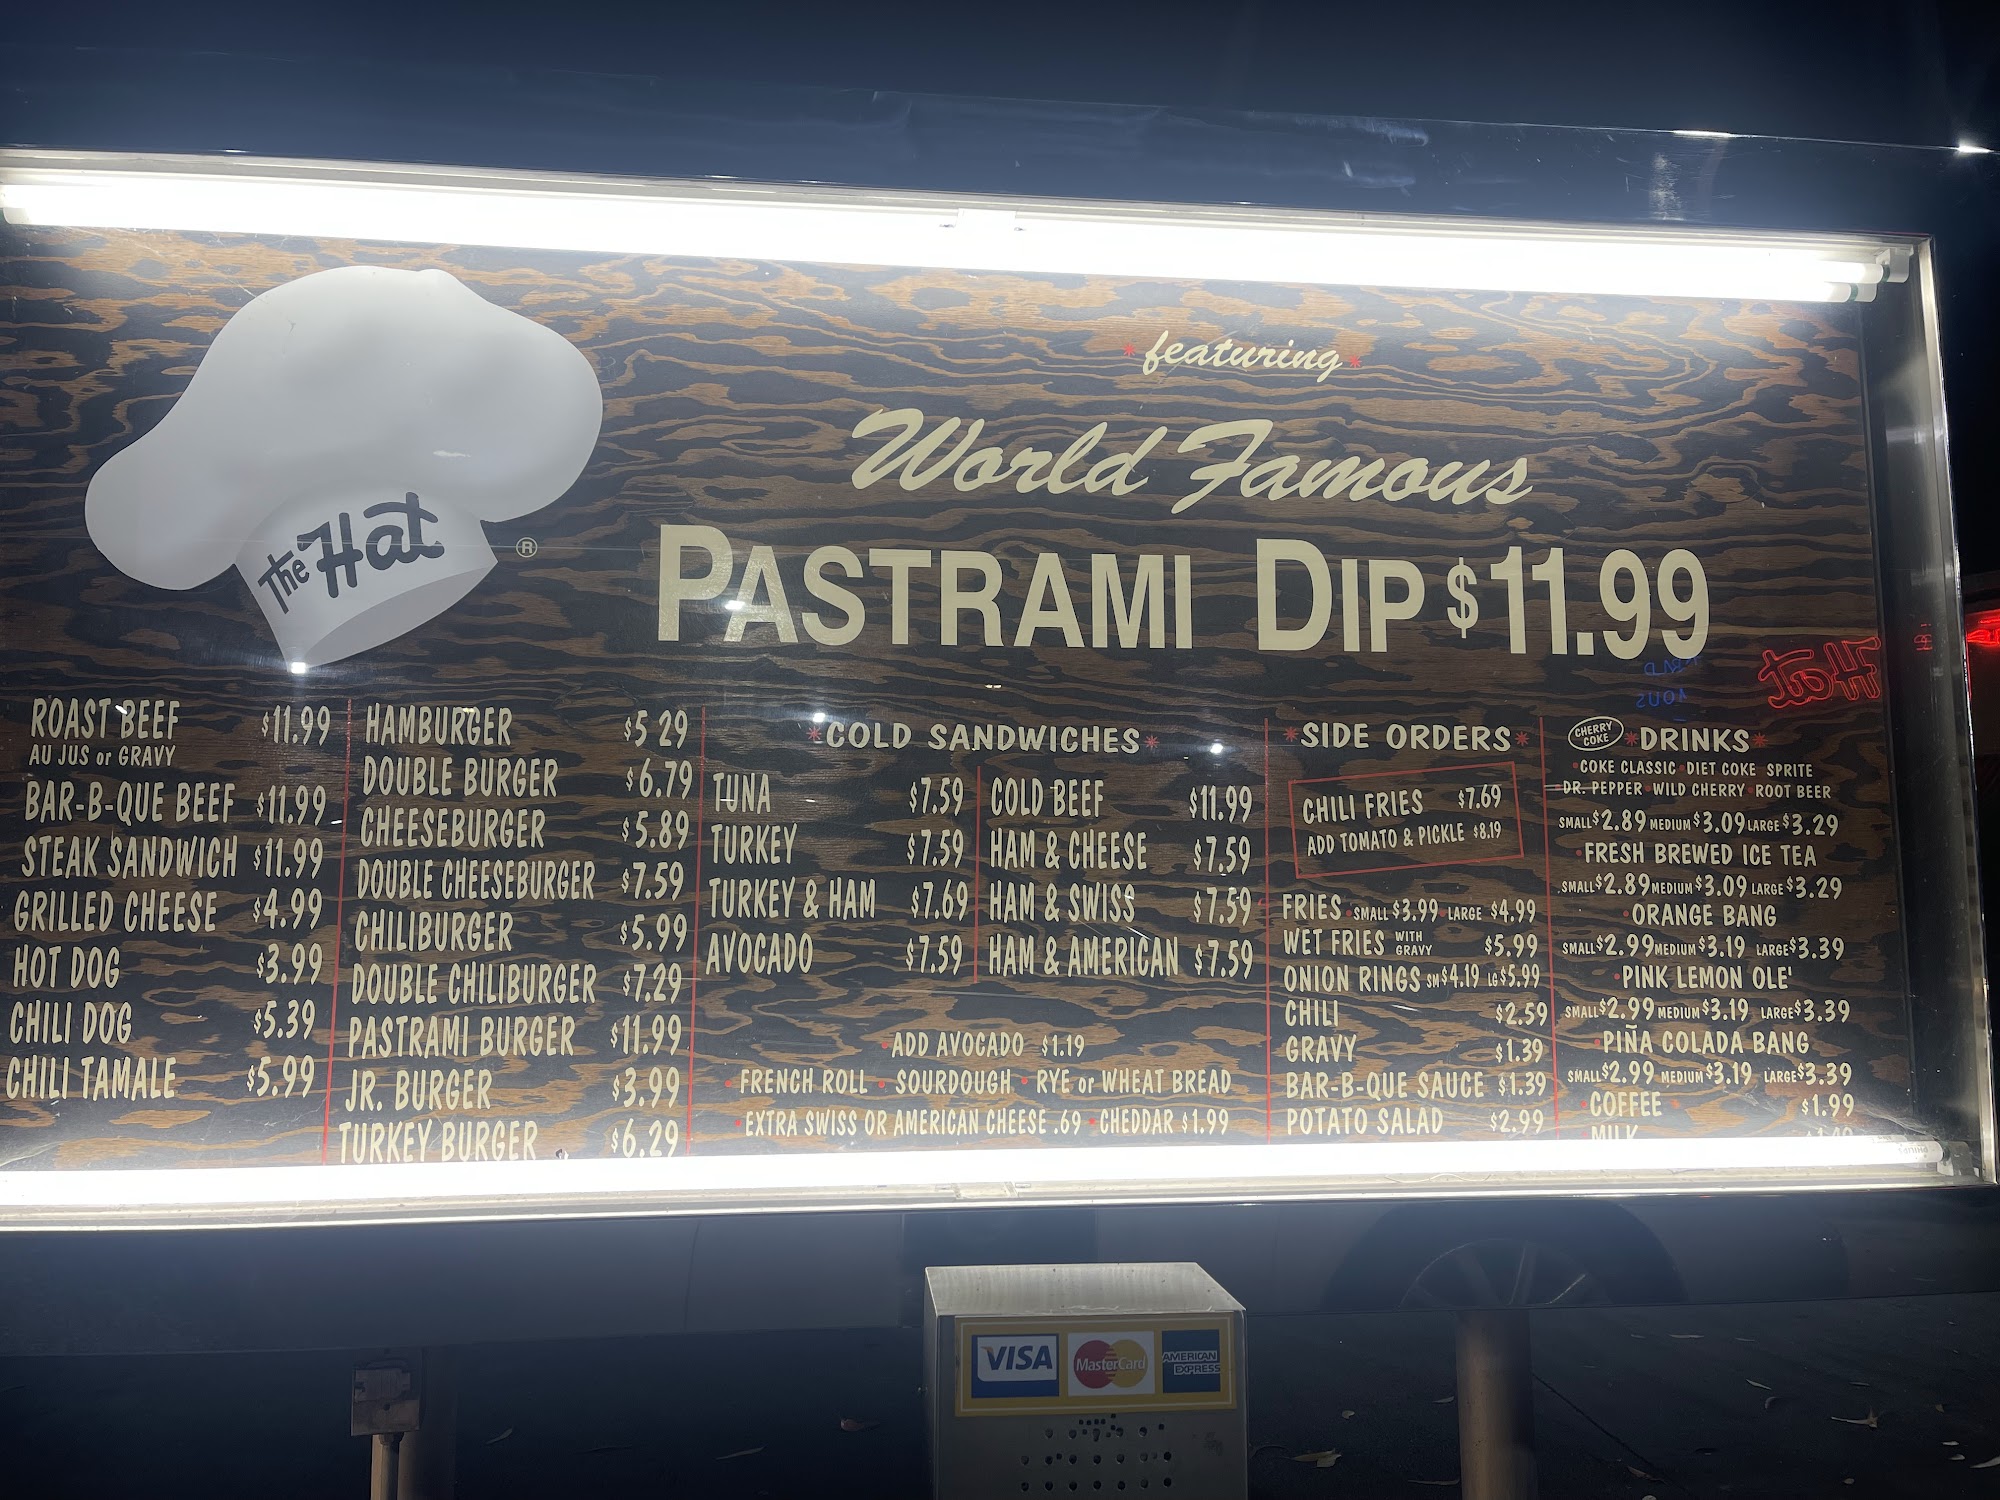 The Hat ®
* featuring *
World Famous
PASTRAMI DIP $11.99
ROAST BEEF $11.99
AU JUS or GRAVY
BAR-B-QUE BEEF $11.99
STEAK SANDWICH $11.99
GRILLED CHEESE $4.99
HOT DOG $3.99
CHILI DOG $5.39
CHILI TAMALE $5.99
HAMBURGER $5 29
DOUBLE BURGER $6.79
CHEESEBURGER $5.89
DOUBLE CHEESEBURGER $7.59
CHILIBURGER $5.99
DOUBLE CHILIBURGER $7.29
PASTRAMI BURGER $11.99
JR. BURGER $3.99
TURKEY BURGER $6.29
*COLD SANDWICHES*
TUNA $7.59
TURKEY $7.59
TURKEY & HAM $7.69
AVOCADO $7.59
COLD BEEF $11.99
HAM & CHEESE $7.59
HAM & SWISS $7.59
HAM & AMERICAN $7.59
• ADD AVOCADO $1.19
• FRENCH ROLL • SOURDOUGH • RYE or WHEAT BREAD
• EXTRA SWISS OR AMERICAN CHEESE .69 • CHEDDAR $1.99
*SIDE ORDERS*
CHILI FRIES $7.69
ADD TOMATO & PICKLE $8.19
FRIES • SMALL $3.99 • LARGE $4.99
WET FRIES WITH GRAVY $5.99
ONION RINGS SM $4.19 LG $5.99
CHILI $2.59
GRAVY $1.39
BAR-B-QUE SAUCE $1.39
POTATO SALAD $2.99
CHERRY COKE
*DRINKS*
• COKE CLASSIC • DIET COKE SPRITE
• DR. PEPPER • WILD CHERRY • ROOT BEER
SMALL $2.89 MEDIUM $3.09 LARGE $3.29
• FRESH BREWED ICE TEA
SMALL $2.89 MEDIUM $3.09 LARGE $3.29
• ORANGE BANG
SMALL $2.99 MEDIUM $3.19 LARGE $3.39
• PINK LEMON OLE'
SMALL $2.99 MEDIUM $3.19 LARGE $3.39
• PIÑA COLADA BANG
SMALL $2.99 MEDIUM $3.19 LARGE $3.39
• COFFEE $1.99
MILK
VISA MasterCard AMERICAN EXPRESS